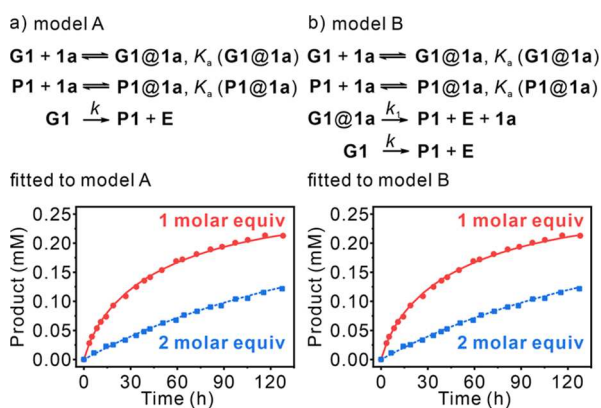 a) model A
G1 + 1a ⇌ G1@1a, Ka (G1@1a)
P1 + 1a ⇌ P1@1a, Ka (P1@1a)
G1 k→ P1 + E
fitted to model A
1 molar equiv
2 molar equiv
Product (mM)
0.25
0.20
0.15
0.10
0.05
0.00
0 30 60 90 120
Time (h)
b) model B
G1 + 1a ⇌ G1@1a, Ka (G1@1a)
P1 + 1a ⇌ P1@1a, Ka (P1@1a)
G1@1a k1→ P1 + E + 1a
G1 k→ P1 + E
fitted to model B
1 molar equiv
2 molar equiv
Product (mM)
0.25
0.20
0.15
0.10
0.05
0.00
0 30 60 90 120
Time (h)